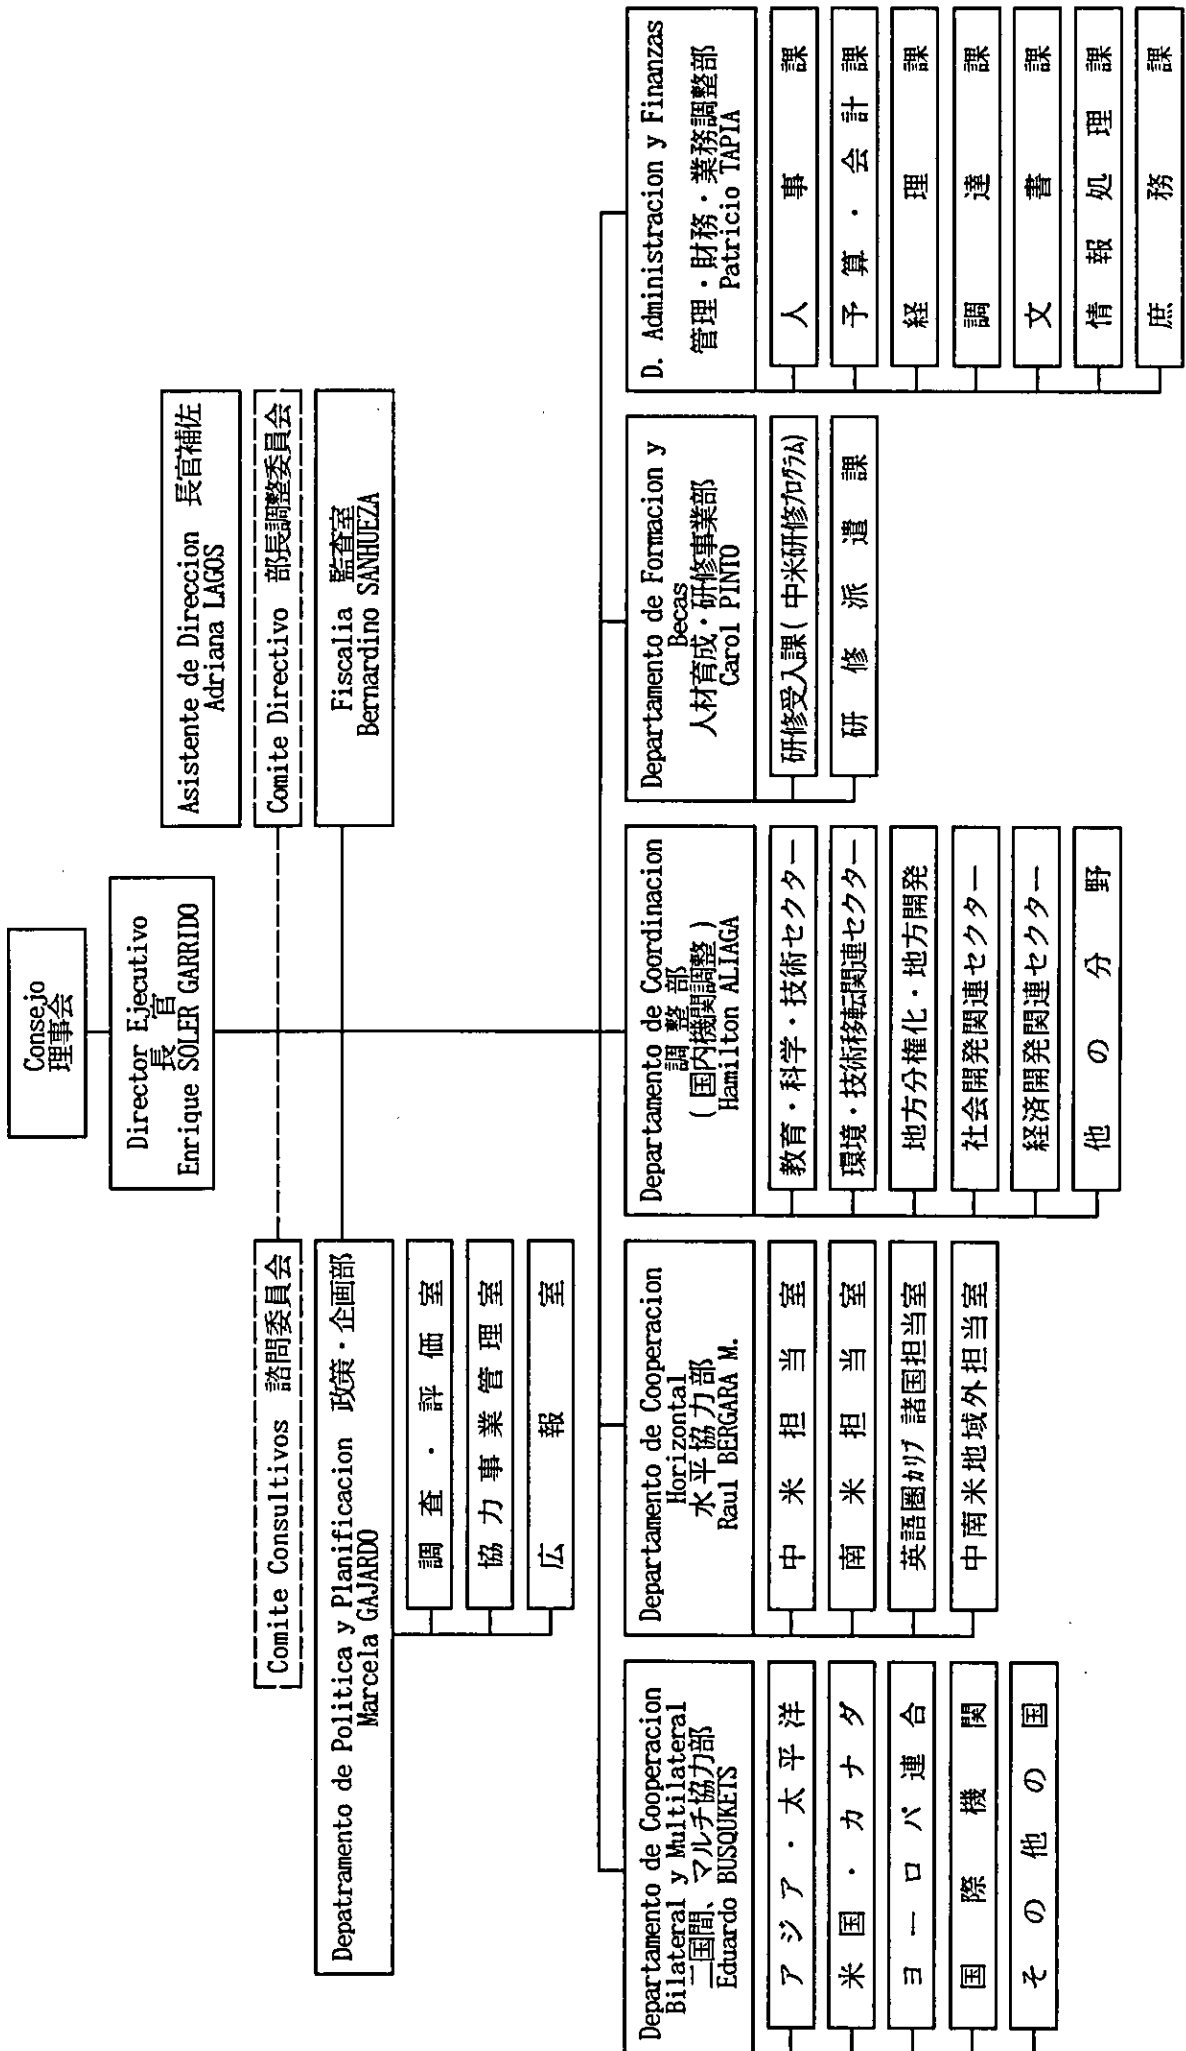 Consejo
理事会
Director Ejecutivo
長　官
Enrique SOLER GARRIDO
Asistente de Direccion　長官補佐
Adriana LAGOS
Comite Consultivos　諮問委員会
Comite Directivo　部長調整委員会
Depatramento de Politica y Planificacion　政策・企画部
Marcela GAJARDO
調査・評価室
協力事業管理室
広報室
Fiscalia　監査室
Bernardino SANHUEZA
Departamento de Cooperacion
Bilateral y Multilateral
二国間、マルチ協力部
Eduardo BUSQUKETS
アジア・太平洋
米国・カナダ
ヨーロパ連合
国際機関
その他の国
Departamento de Cooperacion
Horizontal
水平協力部
Raul BERGARA M.
中米担当室
南米担当室
英語圏カリブ諸国担当室
中南米地域外担当室
Departamento de Coordinacion
調整部
(国内機関調整)
Hamilton ALIAGA
教育・科学・技術セクター
環境・技術移転関連セクター
地方分権化・地方開発
社会開発関連セクター
経済開発関連セクター
他の分野
Departamento de Formacion y
Becas
人材育成・研修事業部
Carol PINTO
研修受入課(中米研修プログラム)
研修派遣課
D. Administracion y Finanzas
管理・財務・業務調整部
Patricio TAPIA
人事課
予算・会計課
経理課
調達課
文書課
情報処理課
庶務課